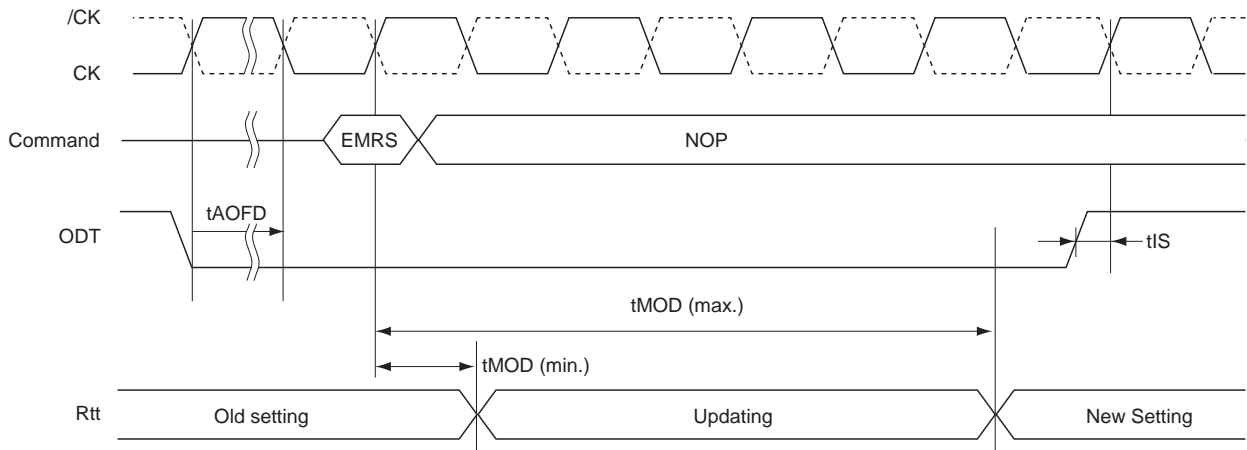 /CK
CK
Command
EMRS
NOP
tAOFD
ODT
tIS
tMOD (max.)
tMOD (min.)
Rtt
Old setting
Updating
New Setting